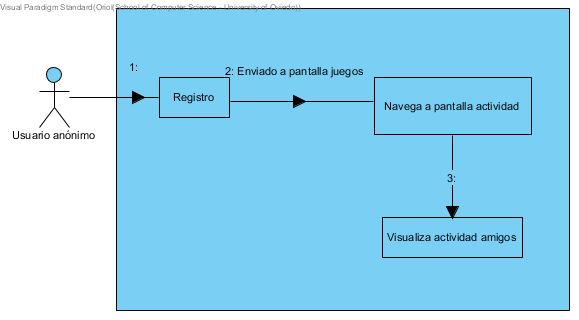 Visual Paradigm Standard(Oriol(School of Computer Science - University of Oviedo))
1:
2: Enviado a pantalla juegos
Registro
Navega a pantalla actividad
Usuario anónimo
3:
Visualiza actividad amigos